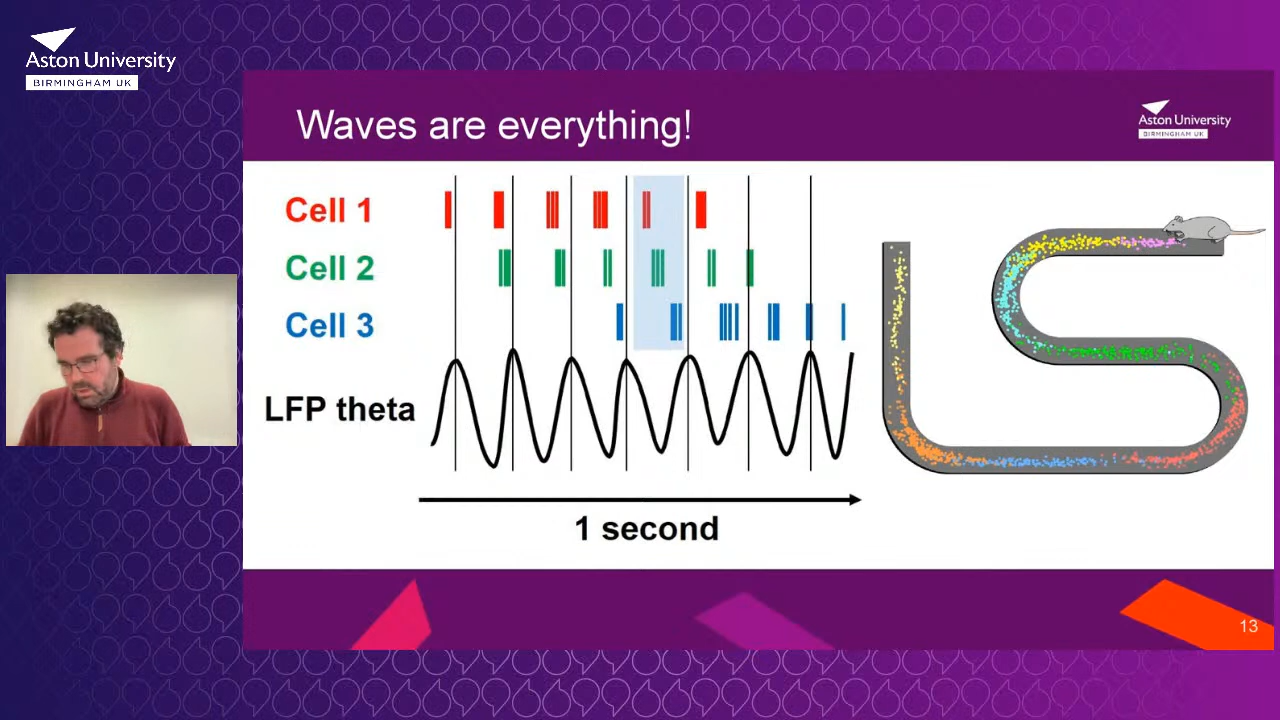 Aston University
BIRMINGHAM UK
Waves are everything!
Aston University
BIRMINGHAM UK
Cell 1
Cell 2
Cell 3
LFP theta
1 second
13